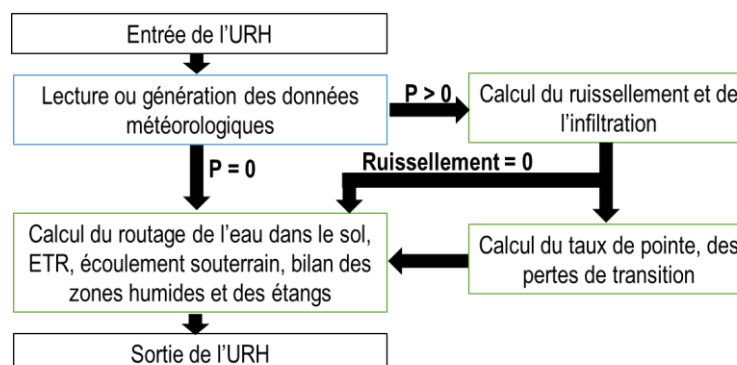 Entrée de l’URH
Lecture ou génération des données
météorologiques
P > 0
Calcul du ruissellement et de
l’infiltration
P = 0
Ruissellement = 0
Calcul du routage de l’eau dans le sol,
ETR, écoulement souterrain, bilan des
zones humides et des étangs
Calcul du taux de pointe, des
pertes de transition
Sortie de l’URH